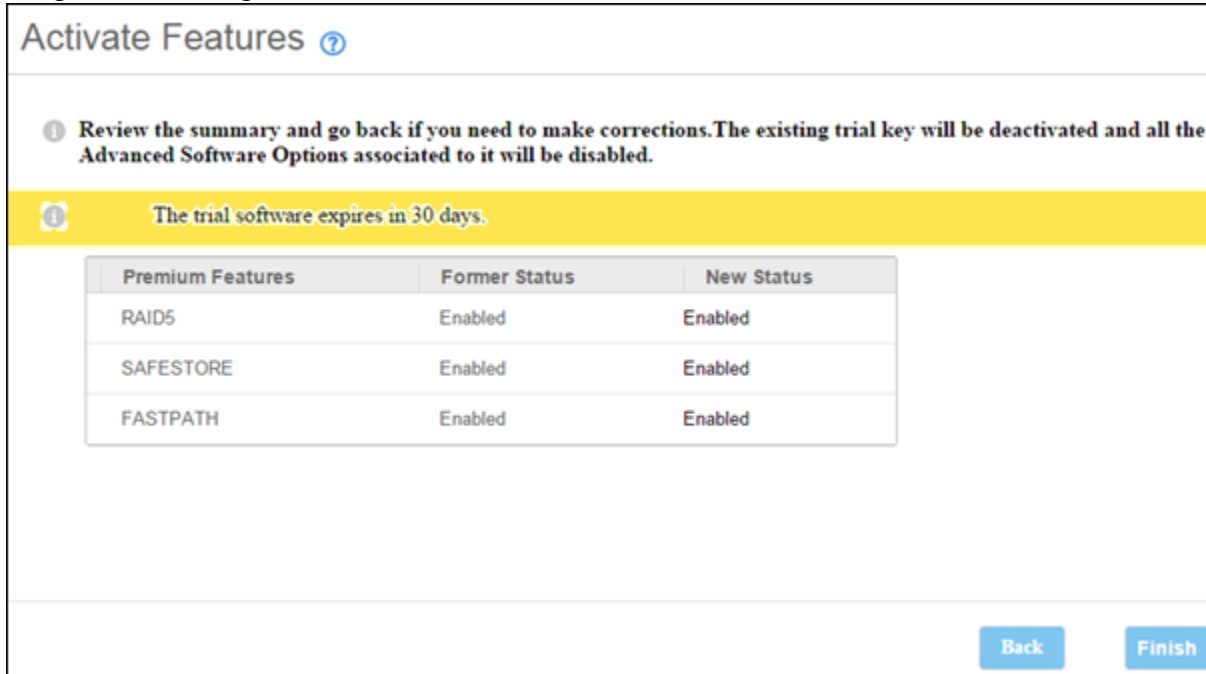 Activate Features
Review the summary and go back if you need to make corrections.The existing trial key will be deactivated and all the
Advanced Software Options associated to it will be disabled.
The trial software expires in 30 days.
Premium Features Former Status New Status
RAID5 Enabled Enabled
SAFESTORE Enabled Enabled
FASTPATH Enabled Enabled
Back Finish